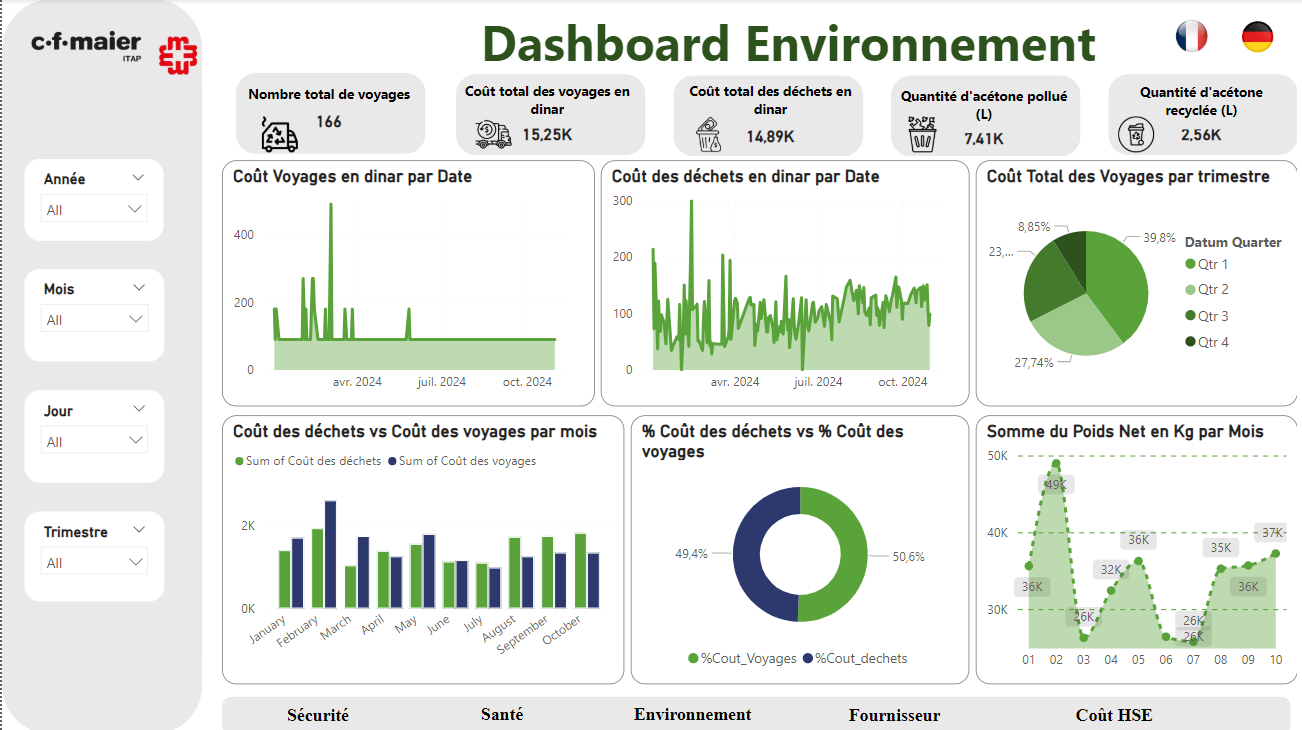 c·f·maier
ITAP
Dashboard Environnement
Nombre total de voyages
166
Coût total des voyages en
dinar
15,25K
Coût total des déchets en
dinar
14,89K
Quantité d'acétone pollué
(L)
7,41K
Quantité d'acétone
recyclée (L)
2,56K
Année
All
Mois
All
Jour
All
Trimestre
All
Coût Voyages en dinar par Date
400
200
0
avr. 2024
juil. 2024
oct. 2024
Coût des déchets en dinar par Date
300
200
100
0
avr. 2024
juil. 2024
oct. 2024
Coût Total des Voyages par trimestre
8,85%
39,8%
23,...
27,74%
Datum Quarter
Qtr 1
Qtr 2
Qtr 3
Qtr 4
Coût des déchets vs Coût des voyages par mois
Sum of Coût des déchets
Sum of Coût des voyages
2K
0K
January
February
March
April
May
June
July
August
September
October
% Coût des déchets vs % Coût des
voyages
49,4%
50,6%
%Cout_Voyages
%Cout_dechets
Somme du Poids Net en Kg par Mois
50K
40K
30K
36K
49K
26K
32K
36K
26K
26K
35K
36K
37K
01
02
03
04
05
06
07
08
09
10
Sécurité
Santé
Environnement
Fournisseur
Coût HSE